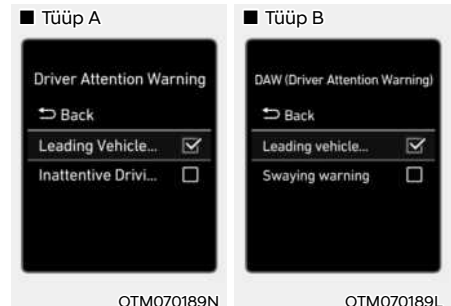 ■ Tüüp A
Driver Attention Warning
Back
Leading Vehicle...
Inattentive Drivi...
OTM070189N
■ Tüüp B
DAW (Driver Attention Warning)
Back
Leading vehicle...
Swaying warning
OTM070189L